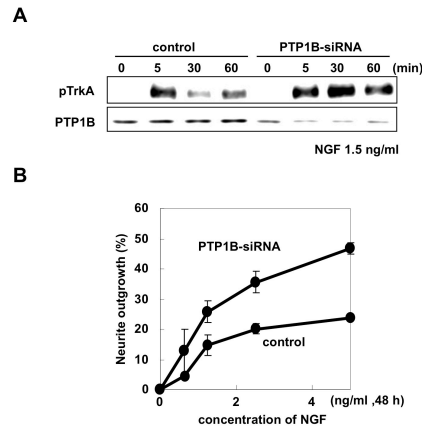 A
control PTP1B-siRNA
0 5 30 60 0 5 30 60 (min)
pTrkA
PTP1B
NGF 1.5 ng/ml
B
60
50
40
30
20
10
0
Neurite outgrowth (%)
PTP1B-siRNA
control
0 2 4 (ng/ml ,48 h)
concentration of NGF